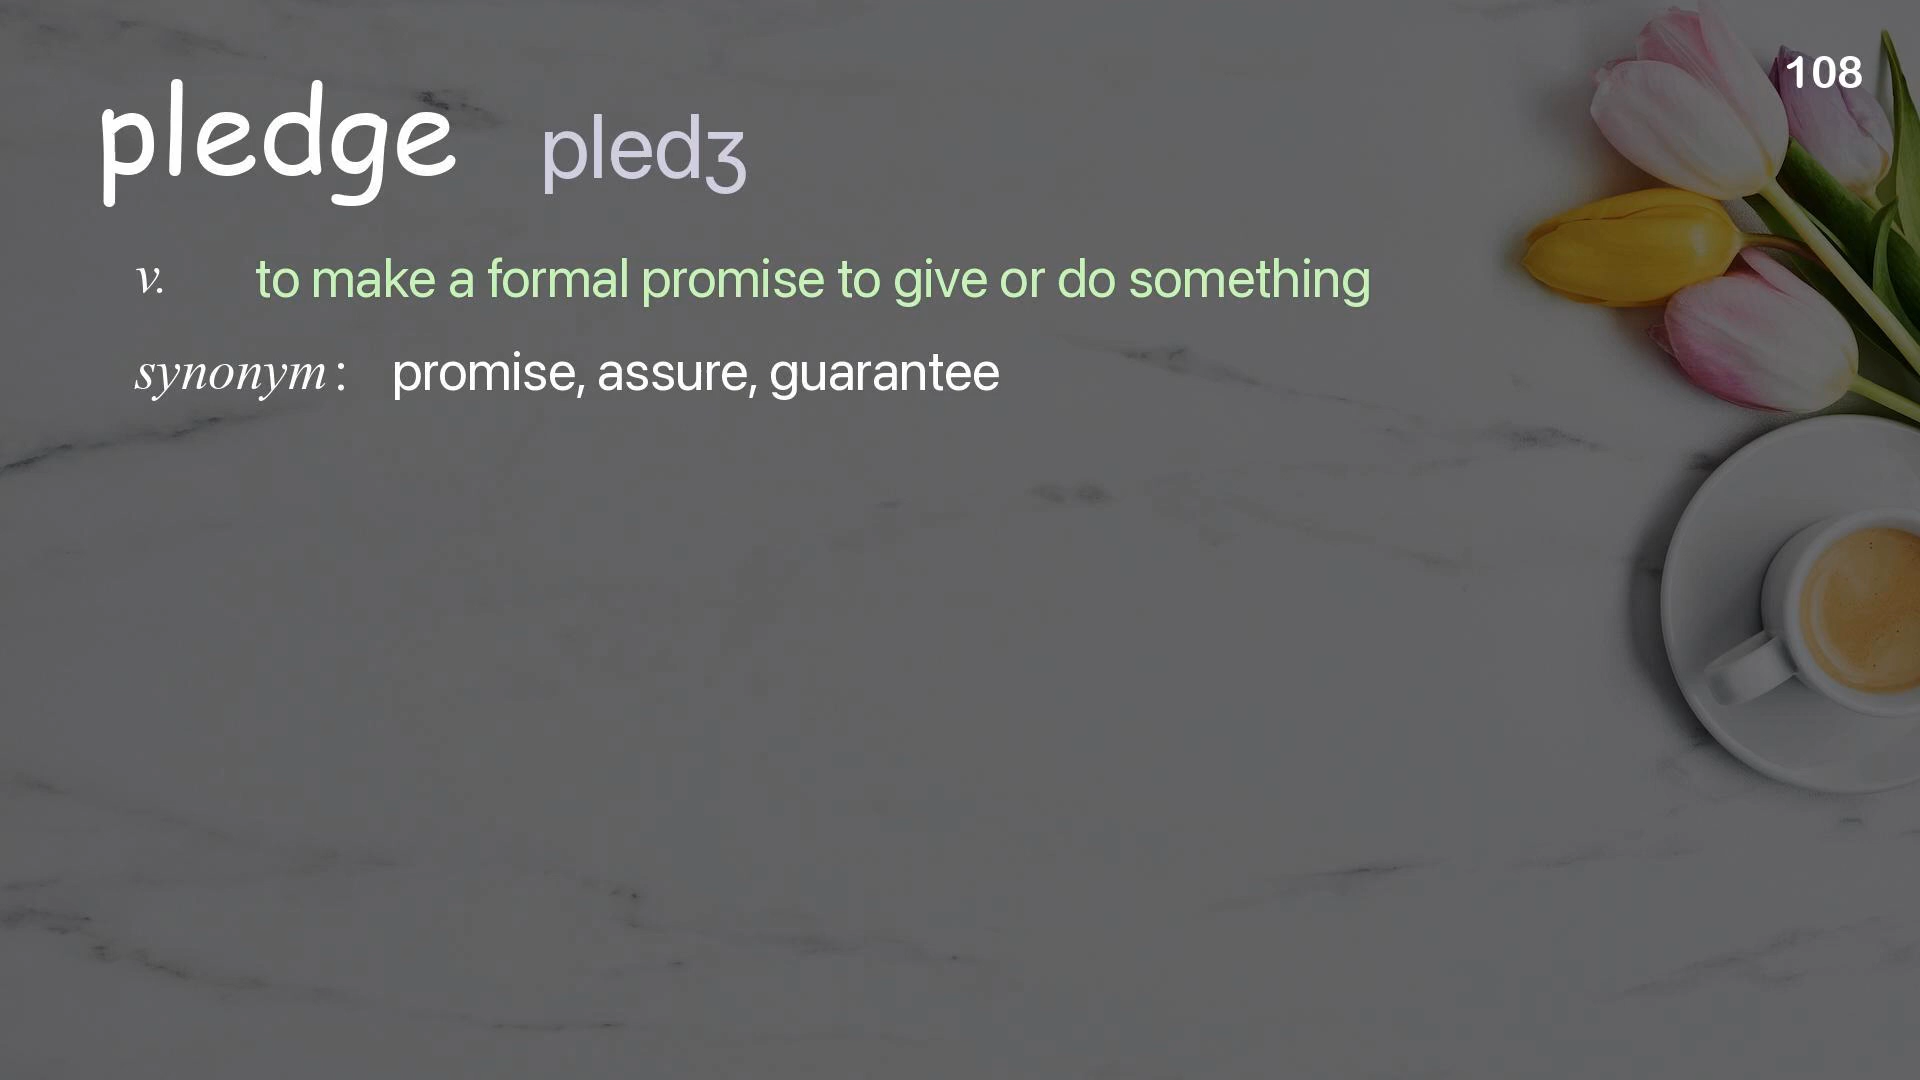 108
pledge pledʒ
v. to make a formal promise to give or do something
synonym : promise, assure, guarantee